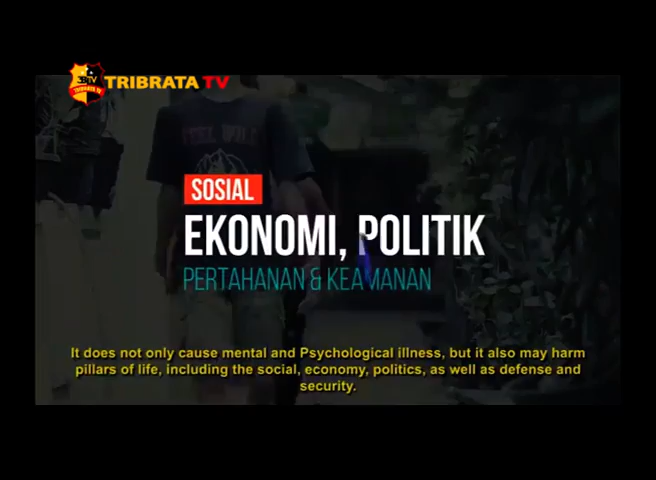 TRIBRATA TV
SOSIAL
EKONOMI, POLITIK
PERTAHANAN & KEAMANAN
It does not only cause mental and Psychological illness, but it also may harm
pillars of life, including the social, economy, politics, as well as defense and
security.